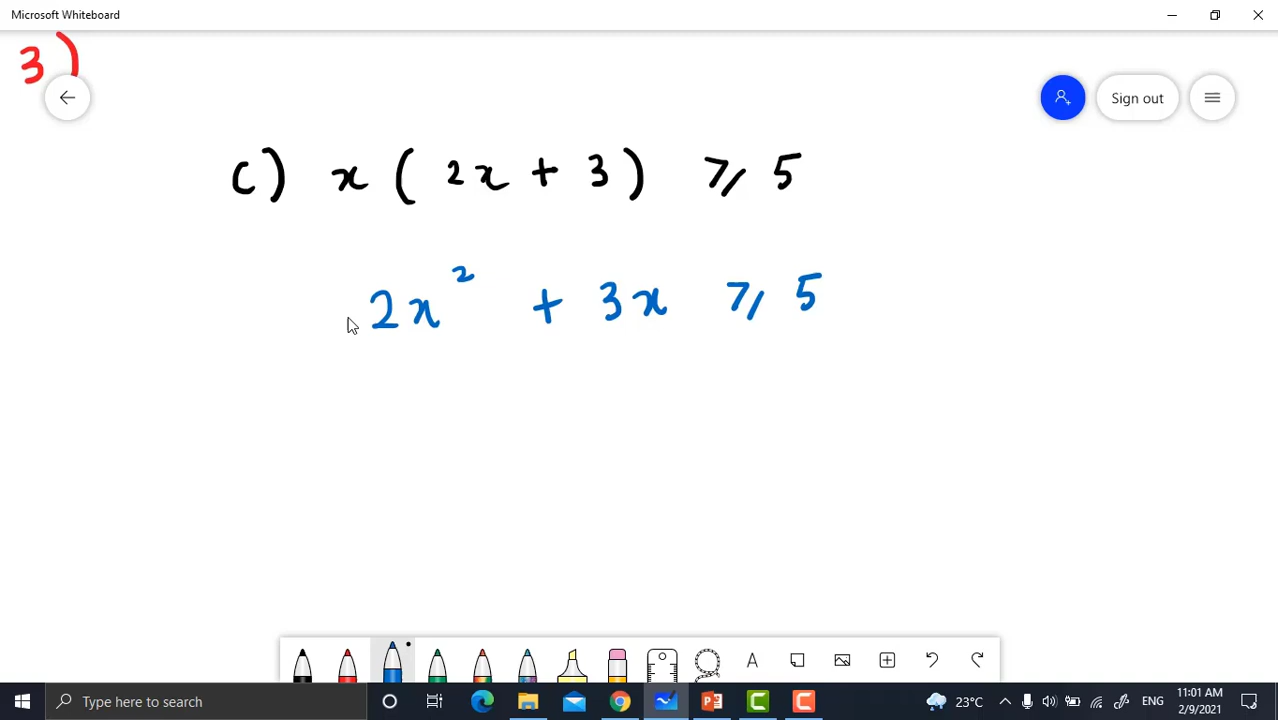 Microsoft Whiteboard
3)
Sign out
c) x ( 2x + 3 ) ⩾ 5
2x² + 3x ⩾ 5
A
Type here to search
23°C
ENG
11:01 AM
2/9/2021